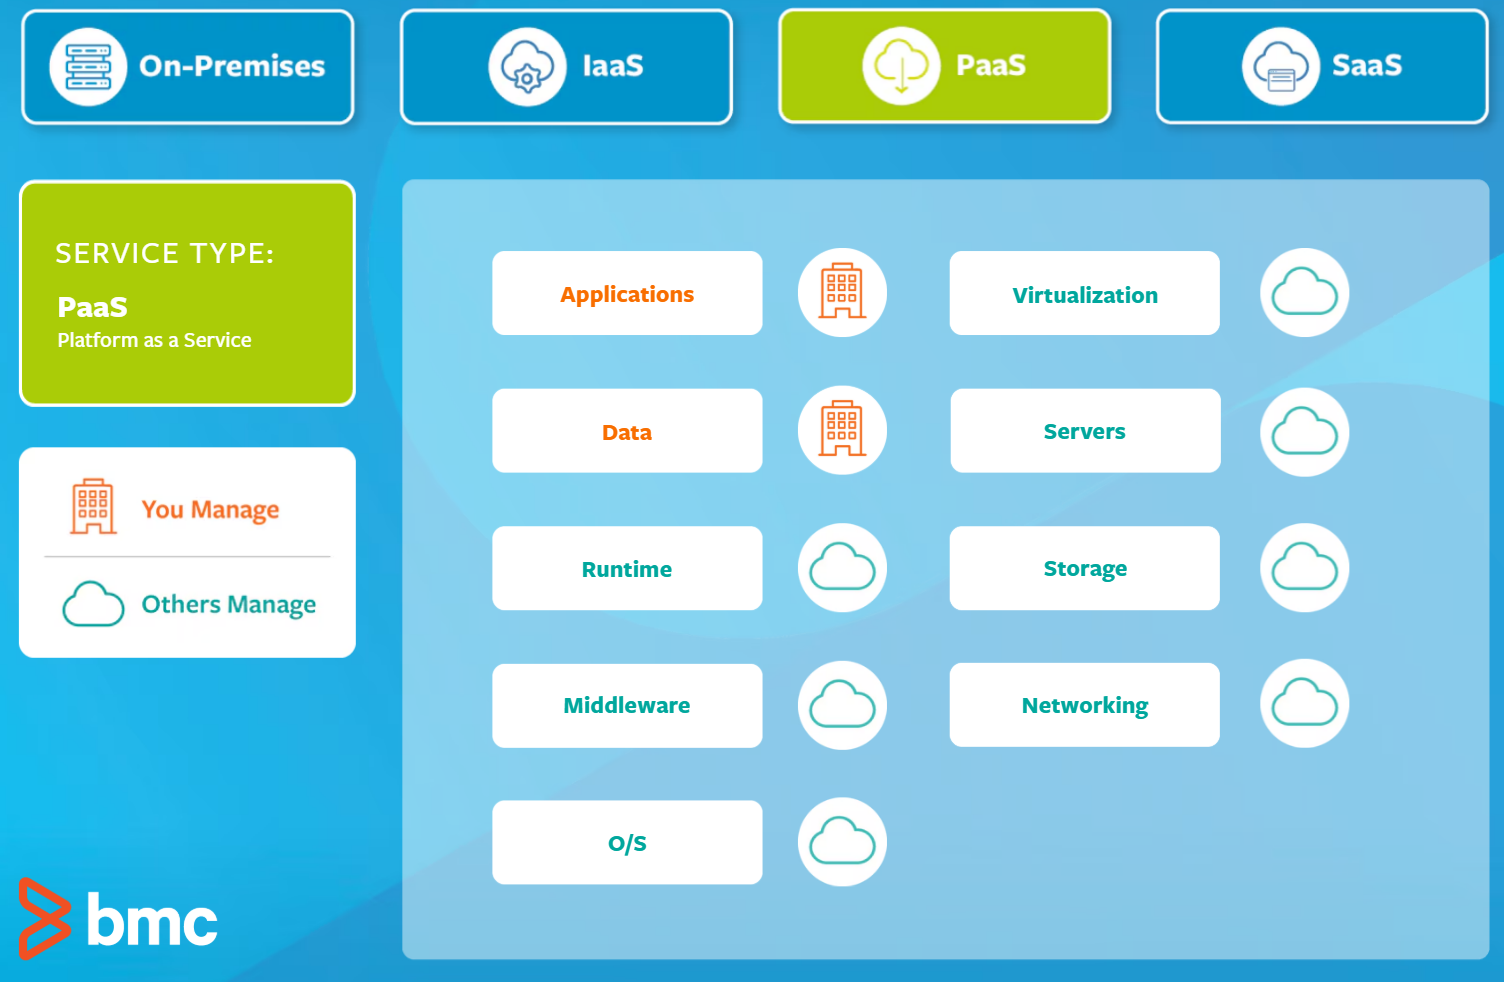 On-Premises
IaaS
PaaS
SaaS
SERVICE TYPE:
PaaS
Platform as a Service
You Manage
Others Manage
Applications
Virtualization
Data
Servers
Runtime
Storage
Middleware
Networking
O/S
bmc